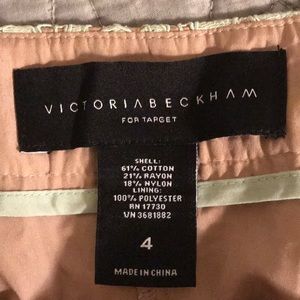 VICTORIABECKHAM
FOR TARGET
SHELL:
61% COTTON
21% RAYON
18% NYLON
LINING:
100% POLYESTER
RN 17730
VN 3681882
4
MADE IN CHINA